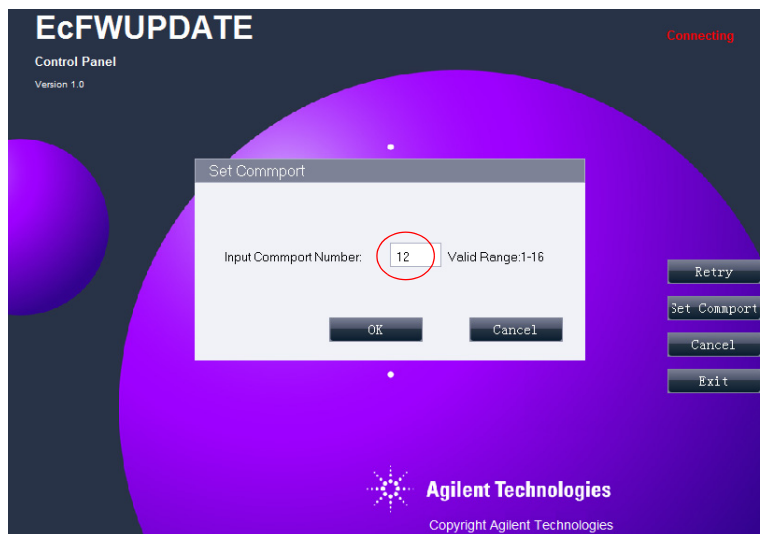 EcFWUPDATE
Connecting
Control Panel
Version 1.0
Set Commport
Input Commport Number: 12 Valid Range:1-16
OK Cancel
Retry
Set Commport
Cancel
Exit
Agilent Technologies
Copyright Agilent Technologies